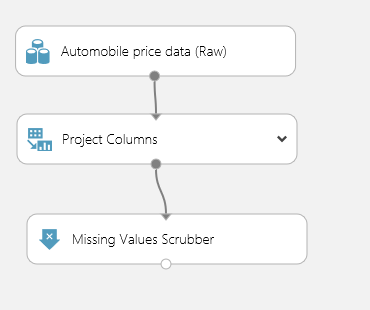 Automobile price data (Raw)
Project Columns
Missing Values Scrubber